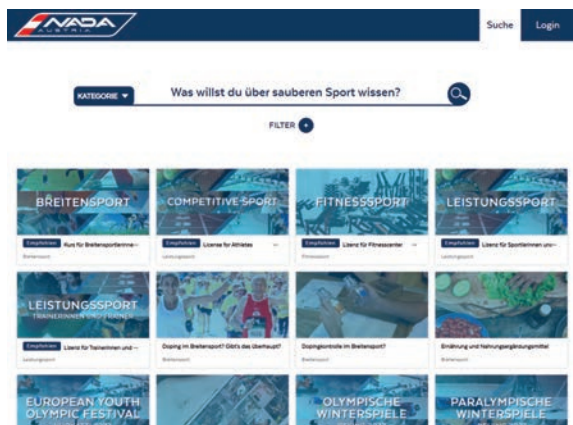 NADA
AUSTRIA
Suche
Login
KATEGORIE
Was willst du über sauberen Sport wissen?
FILTER +
BREITENSPORT
COMPETITIVE SPORT
FITNESSSPORT
LEISTUNGSSPORT
Empfohlen Kurs für BreitensportlerInne...
Breitensport
Empfohlen License for Athletes ...
Leistungssport
Empfohlen Lizenz für Fitnesscenter ...
Fitnesssport
Empfohlen Lizenz für SportlerInnen und...
Leistungssport
LEISTUNGSSPORT
TRAINERINNEN UND TRAINER
Empfohlen Lizenz für TrainerInnen und ...
Leistungssport
Doping im Breitensport? Gibt's das überhaupt?
Breitensport
Dopingkontrolle im Breitensport?
Breitensport
Ernährung und Nahrungsergänzungsmittel
Breitensport
EUROPEAN YOUTH
OLYMPIC FESTIVAL
OLYMPISCHE
WINTERSPIELE
PARALYMPISCHE
WINTERSPIELE